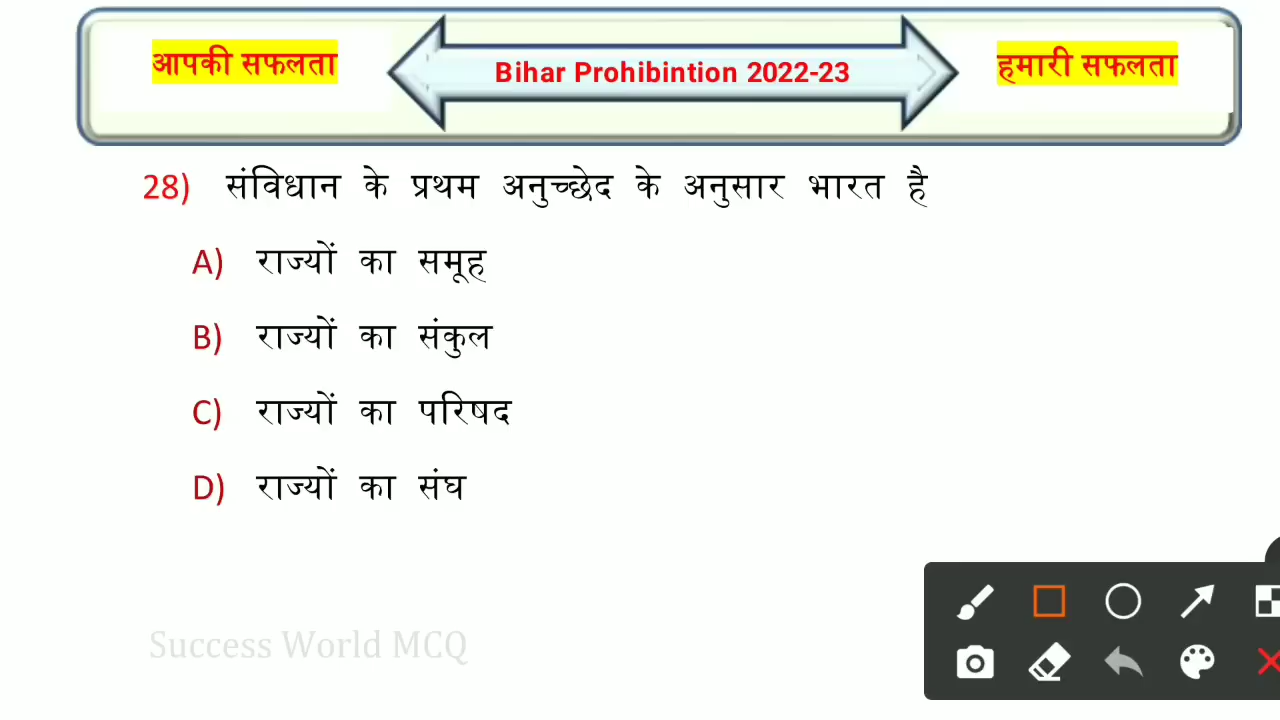 आपकी सफलता
Bihar Prohibintion 2022-23
हमारी सफलता
28) संविधान के प्रथम अनुच्छेद के अनुसार भारत है
A) राज्यों का समूह
B) राज्यों का संकुल
C) राज्यों का परिषद
D) राज्यों का संघ
Success World MCQ